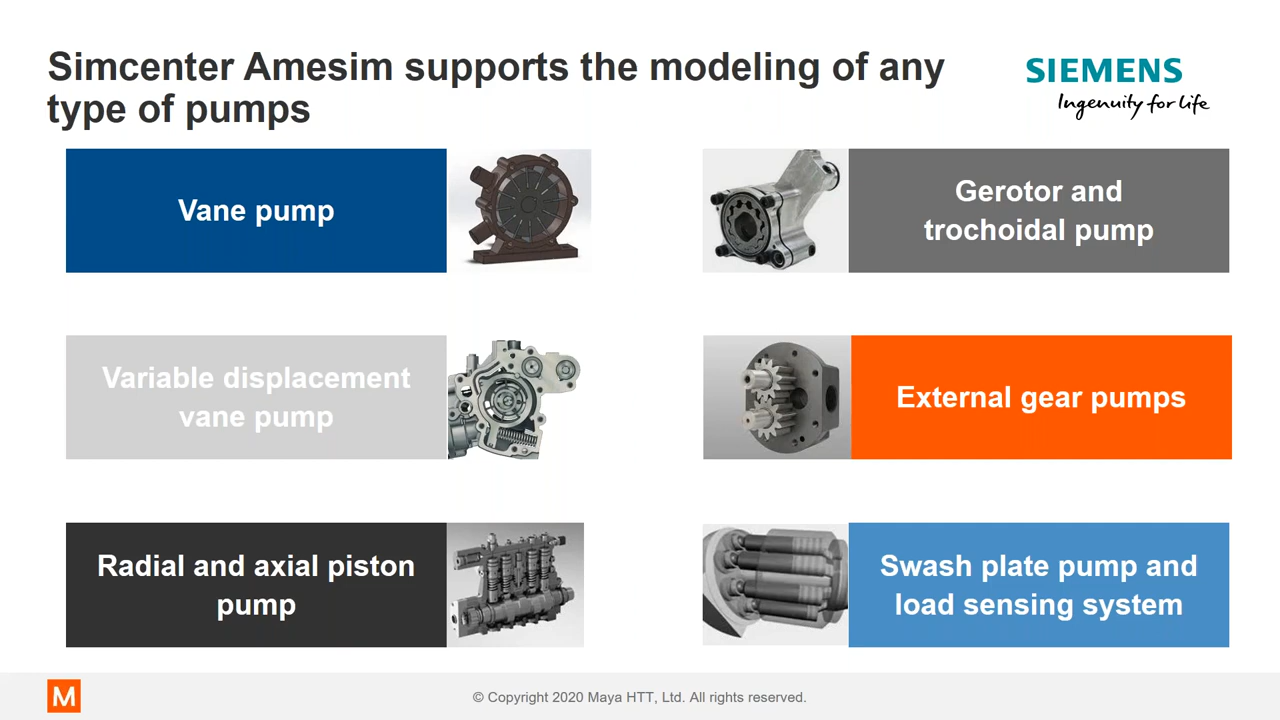 Simcenter Amesim supports the modeling of any
type of pumps
SIEMENS
Ingenuity for life
Vane pump
Gerotor and
trochoidal pump
Variable displacement
vane pump
External gear pumps
Radial and axial piston
pump
Swash plate pump and
load sensing system
M
© Copyright 2020 Maya HTT, Ltd. All rights reserved.